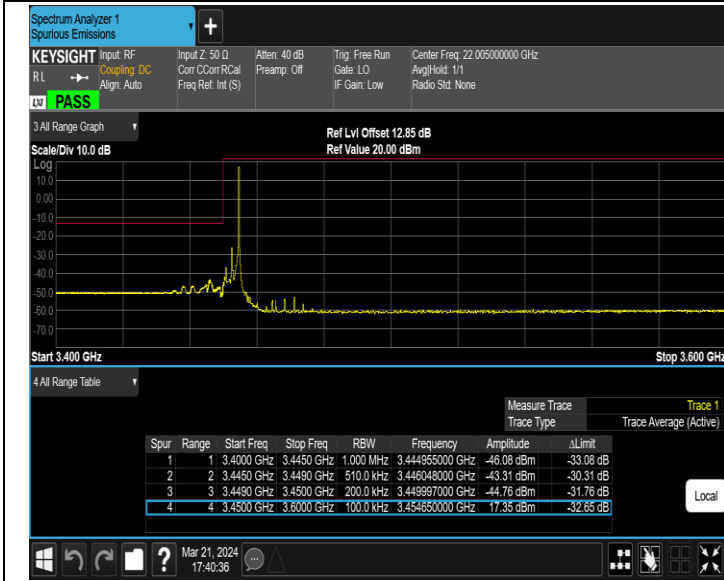 Spectrum Analyzer 1
Spurious Emissions
+
KEYSIGHT Input: RF Input Z: 50 Ω Atten: 40 dB Trig: Free Run Center Freq: 22.005000000 GHz
RL Coupling: DC Corr CCorr RCal Preamp: Off Gate: LO Avg|Hold: 1/1
Align: Auto Freq Ref: Int (S) IF Gain: Low Radio Std: None
LXI PASS
3 All Range Graph
Ref Lvl Offset 12.85 dB
Scale/Div 10.0 dB Ref Value 20.00 dBm
Log
10.0
0.00
-10.0
-20.0
-30.0
-40.0
-50.0
-60.0
-70.0
Start 3.400 GHz Stop 3.600 GHz
4 All Range Table
Measure Trace Trace 1
Trace Type Trace Average (Active)
Spur Range Start Freq Stop Freq RBW Frequency Amplitude ΔLimit
1 1 3.4000 GHz 3.4450 GHz 1.000 MHz 3.444955000 GHz -46.08 dBm -33.08 dB
2 2 3.4450 GHz 3.4490 GHz 510.0 kHz 3.446048000 GHz -43.31 dBm -30.31 dB
3 3 3.4490 GHz 3.4500 GHz 200.0 kHz 3.449997000 GHz -44.76 dBm -31.76 dB
4 4 3.4500 GHz 3.6000 GHz 100.0 kHz 3.454650000 GHz 17.35 dBm -32.65 dB
Local
? Mar 21, 2024
17:40:36